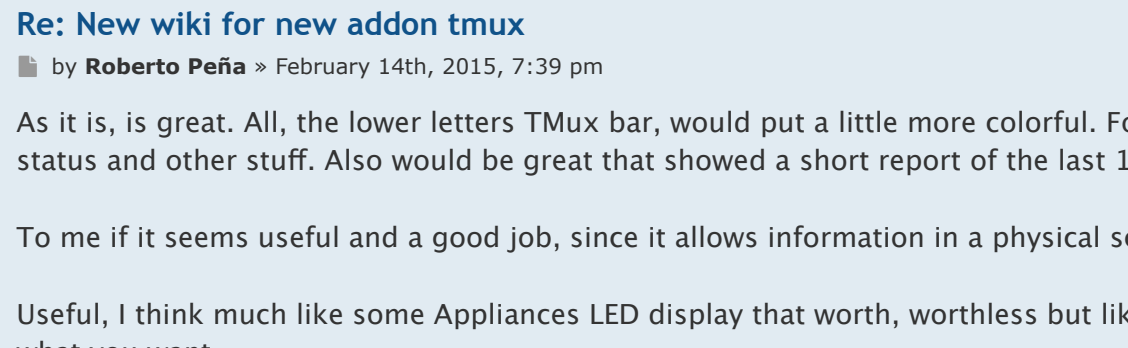 Re: New wiki for new addon tmux
by Roberto Peña » February 14th, 2015, 7:39 pm
As it is, is great. All, the lower letters TMux bar, would put a little more colorful.
status and other stuff. Also would be great that showed a short report of the last
To me if it seems useful and a good job, since it allows information in a physical
Useful, I think much like some Appliances LED display that worth, worthless but
what you want